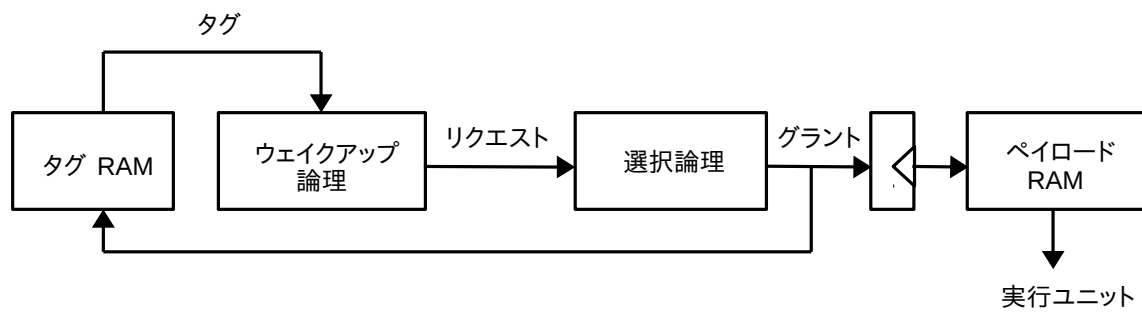 タグ
タグ RAM
ウェイクアップ
論理
リクエスト
選択論理
グラント
ペイロード
RAM
実行ユニット